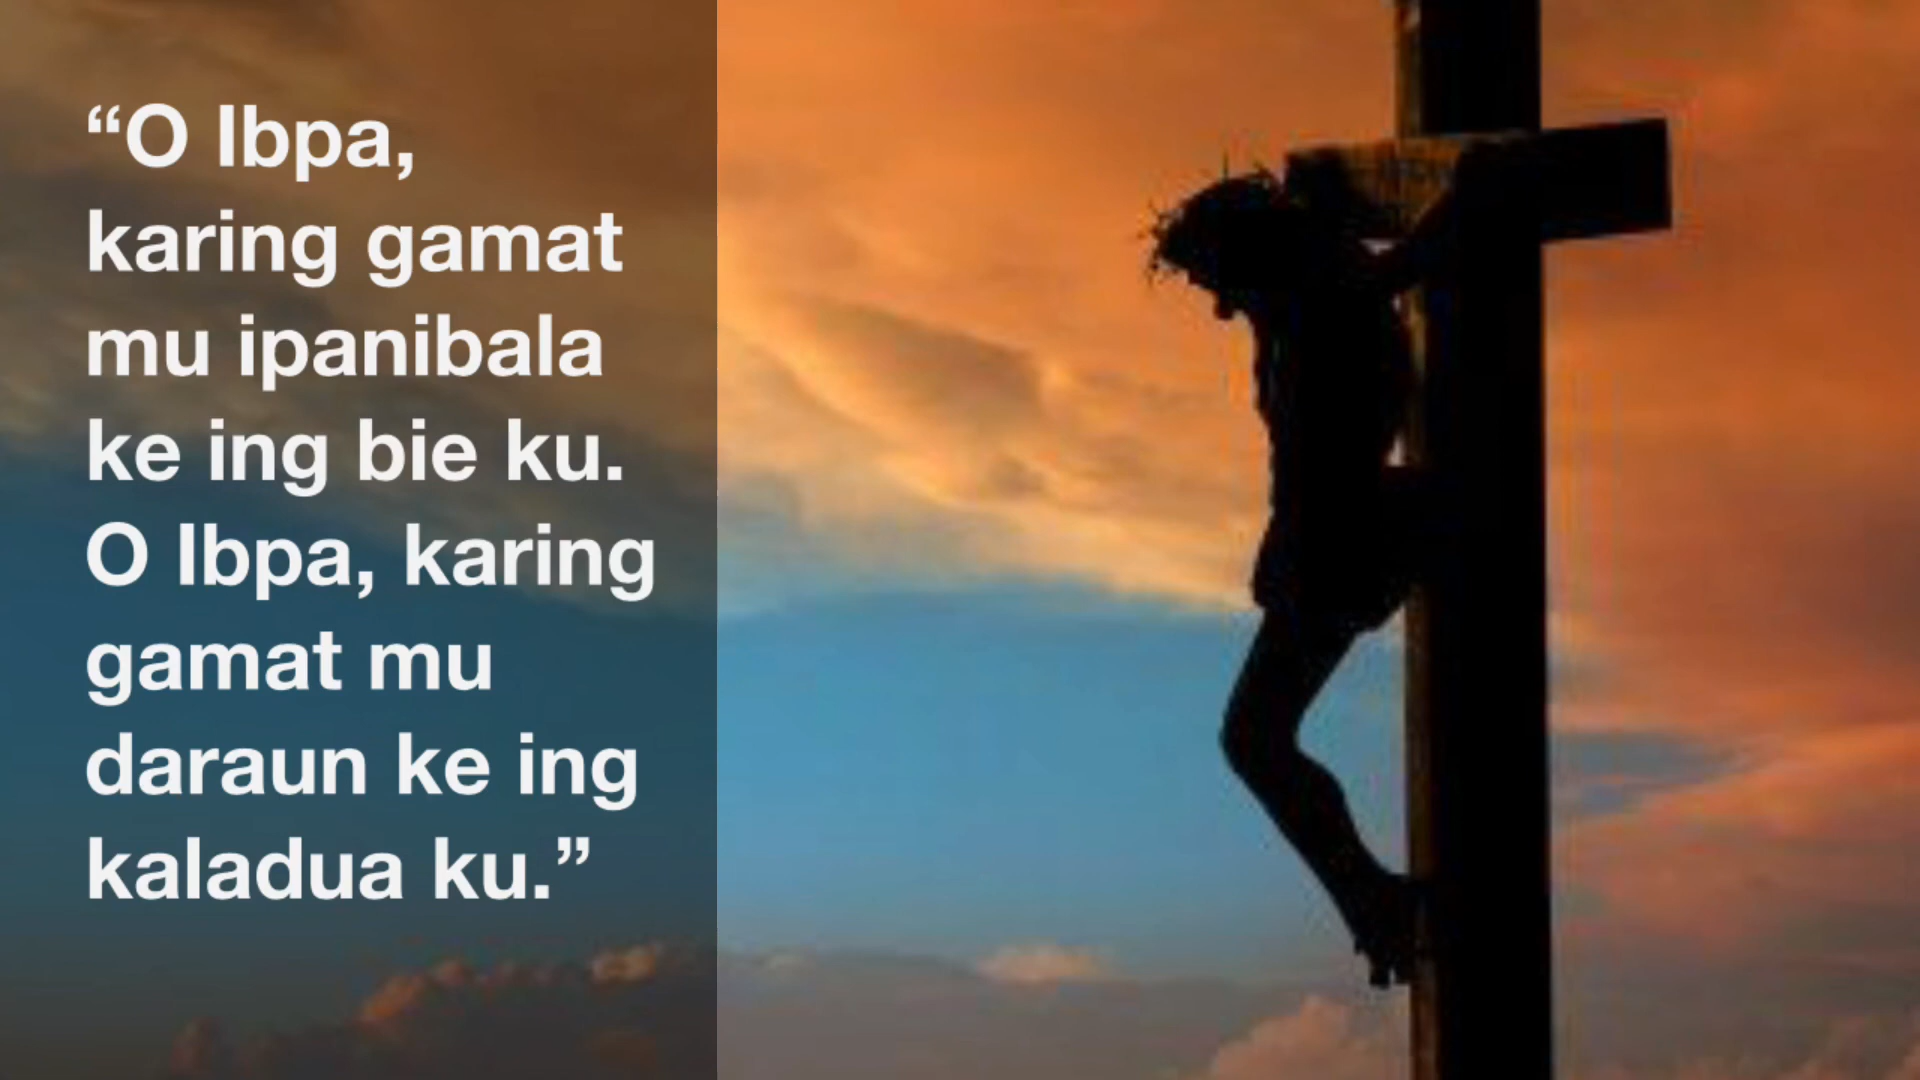 “O Ibpa,
karing gamat
mu ipanibala
ke ing bie ku.
O Ibpa, karing
gamat mu
daraun ke ing
kaladua ku.”